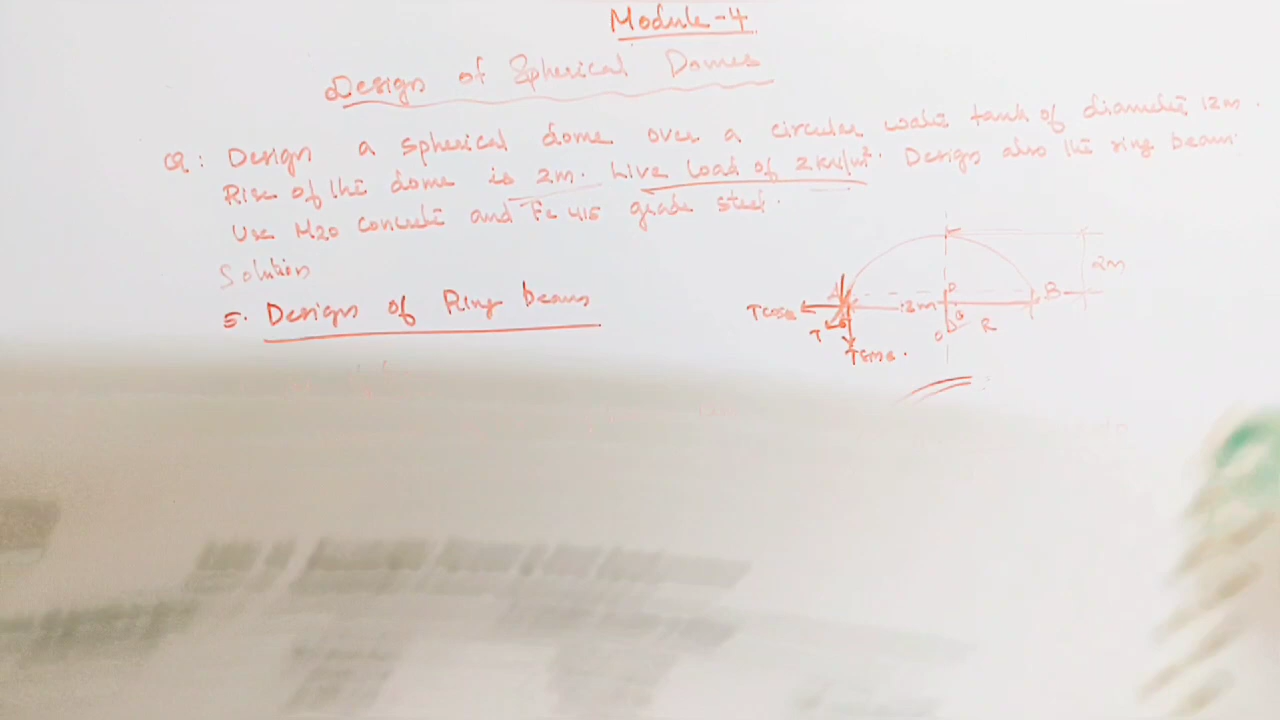 Module-4
Design of Spherical Domes
Q: Design a spherical dome over a circular water tank of diameter 12m.
Rise of the dome is 2m. Live Load of 2kN/m². Design also the ring beam.
Use M20 concrete and Fe 415 grade steel.
Solution
5. Design of Ring beam
2m
A
12m
P
B
Tcosθ
T
θ
O
θ
R
Tsinθ.